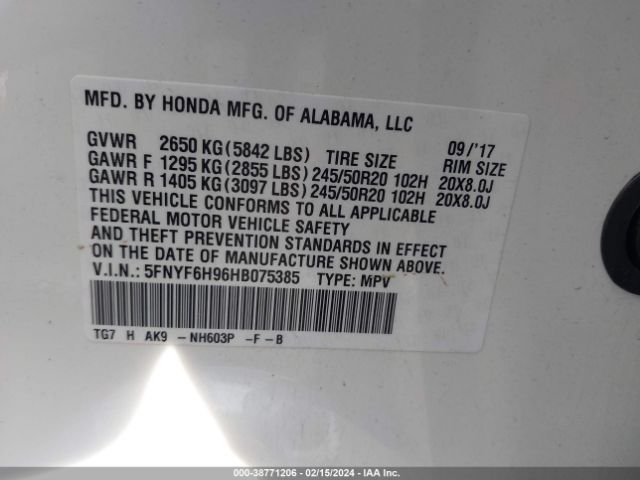 MFD. BY HONDA MFG. OF ALABAMA, LLC
GVWR 2650 KG(5842 LBS) TIRE SIZE 09/'17 RIM SIZE
GAWR F 1295 KG(2855 LBS) 245/50R20 102H 20X8.0J
GAWR R 1405 KG(3097 LBS) 245/50R20 102H 20X8.0J
THIS VEHICLE CONFORMS TO ALL APPLICABLE
FEDERAL MOTOR VEHICLE SAFETY
AND THEFT PREVENTION STANDARDS IN EFFECT
ON THE DATE OF MANUFACTURE SHOWN ABOVE.
V.I.N.: 5FNYF6H96HB075385 TYPE: MPV
TG7 H AK9 -NH603P -F-B
000-38771206 - 02/15/2024 - IAA Inc.